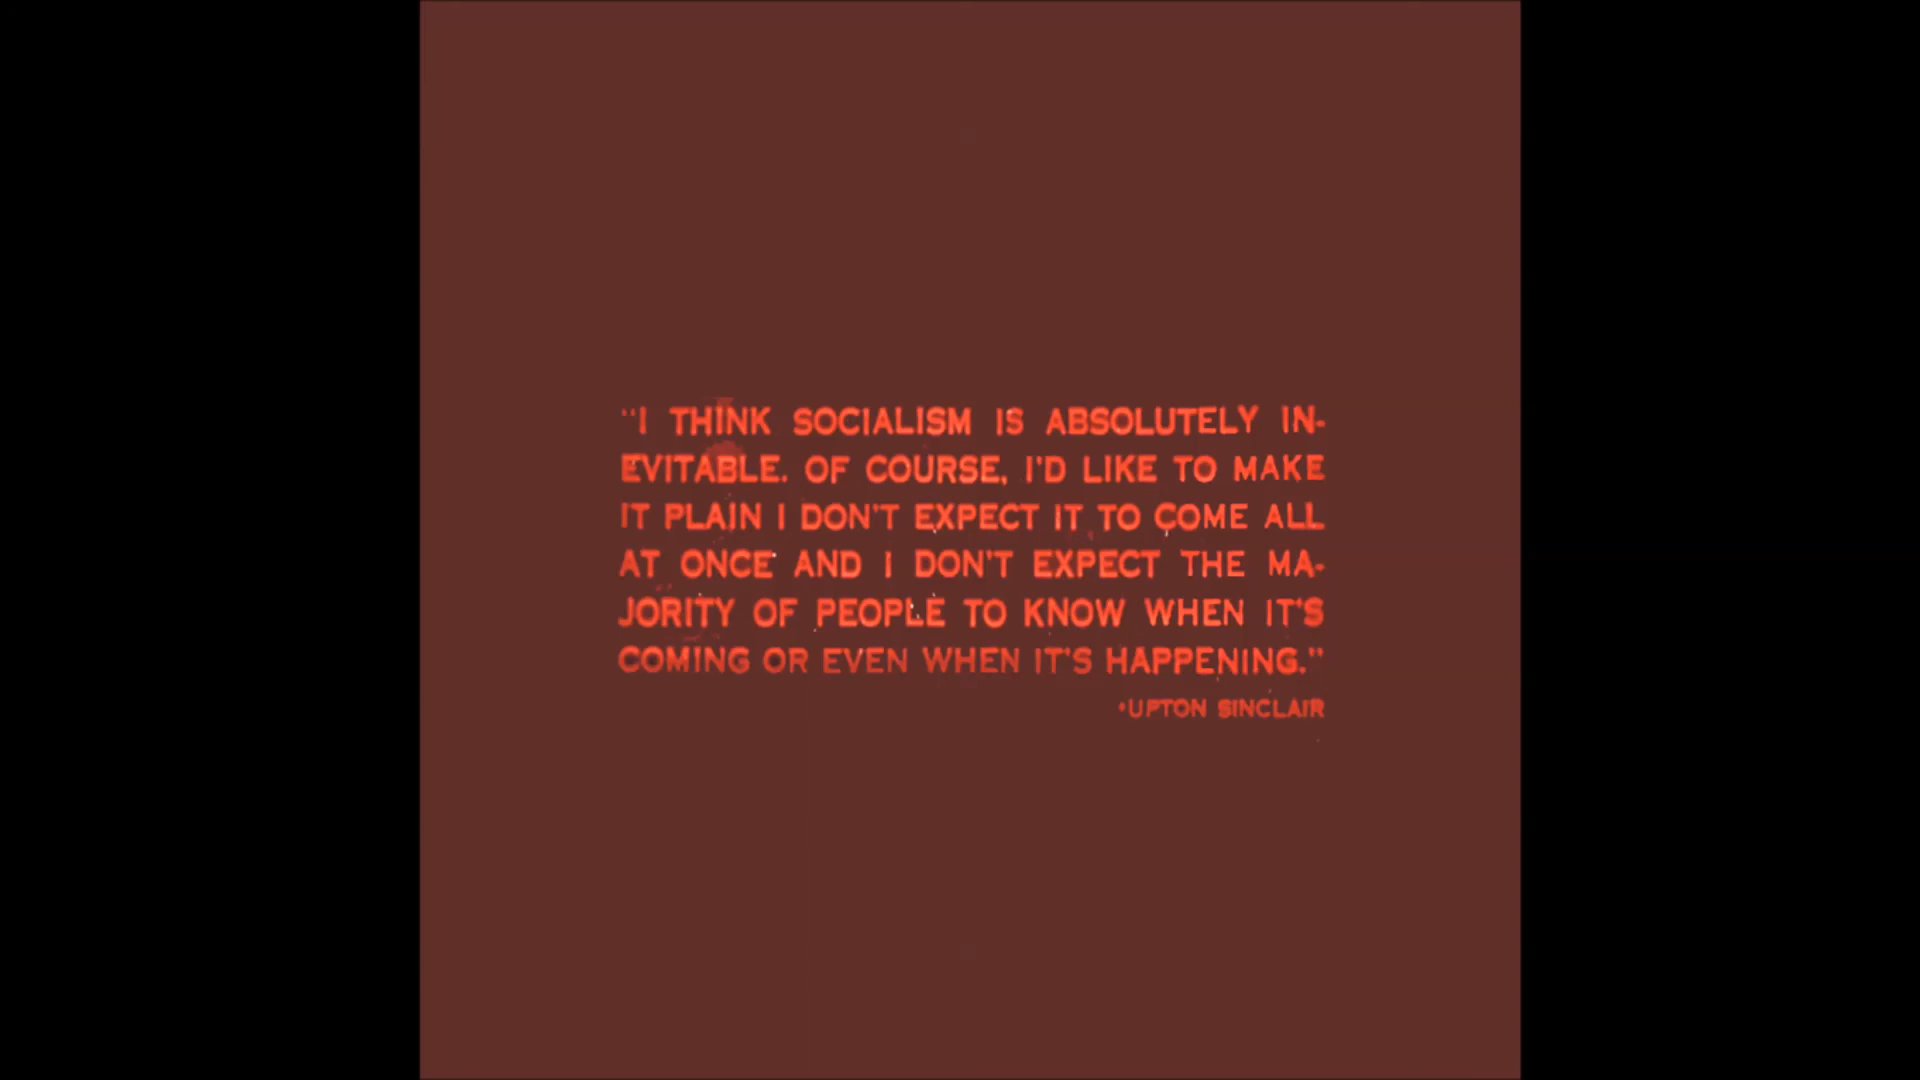 "I THINK SOCIALISM IS ABSOLUTELY IN-
EVITABLE. OF COURSE, I'D LIKE TO MAKE
IT PLAIN I DON'T EXPECT IT TO COME ALL
AT ONCE AND I DON'T EXPECT THE MA-
JORITY OF PEOPLE TO KNOW WHEN IT'S
COMING OR EVEN WHEN IT'S HAPPENING."
•UPTON SINCLAIR